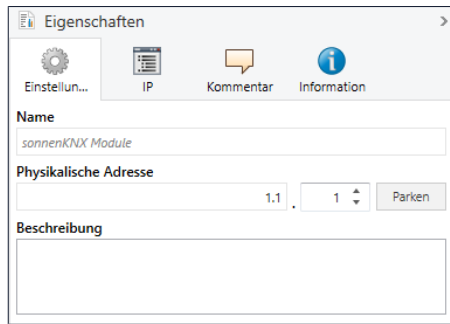 Eigenschaften
Einstellun... IP Kommentar Information
Name
sonnenKNX Module
Physikalische Adresse
1.1 . 1 Parken
Beschreibung